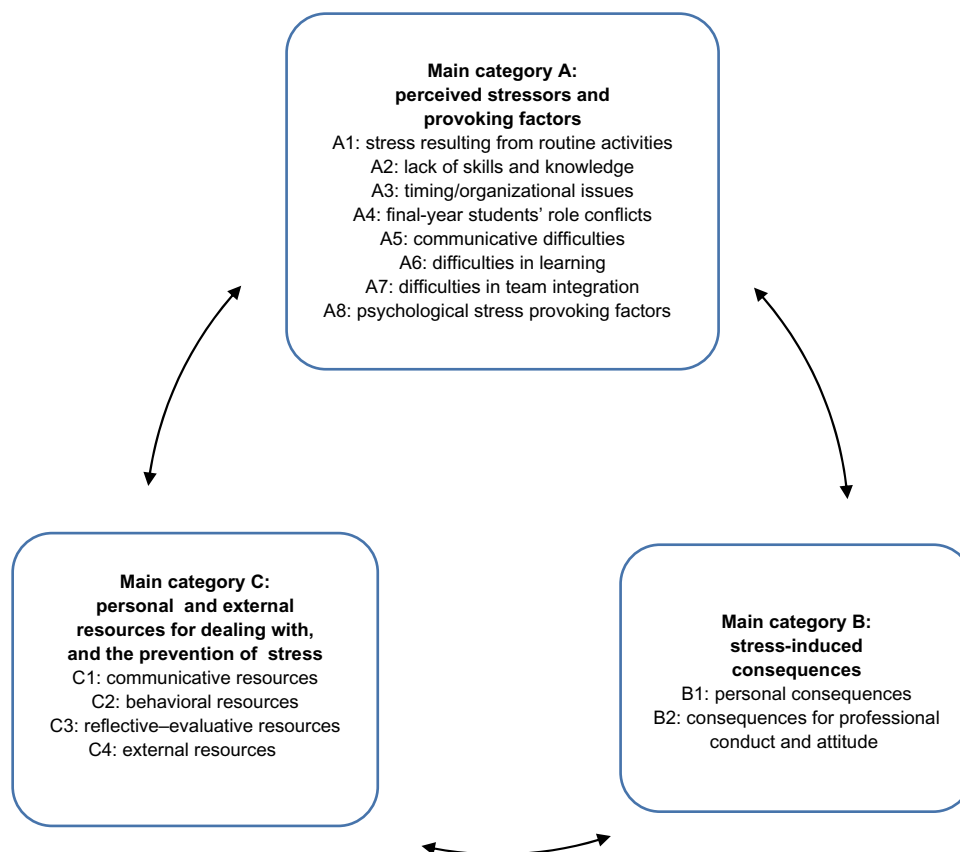 Main category A:
perceived stressors and
provoking factors
A1: stress resulting from routine activities
A2: lack of skills and knowledge
A3: timing/organizational issues
A4: final-year students’ role conflicts
A5: communicative difficulties
A6: difficulties in learning
A7: difficulties in team integration
A8: psychological stress provoking factors
Main category C:
personal and external
resources for dealing with,
and the prevention of stress
C1: communicative resources
C2: behavioral resources
C3: reflective–evaluative resources
C4: external resources
Main category B:
stress-induced
consequences
B1: personal consequences
B2: consequences for professional
conduct and attitude